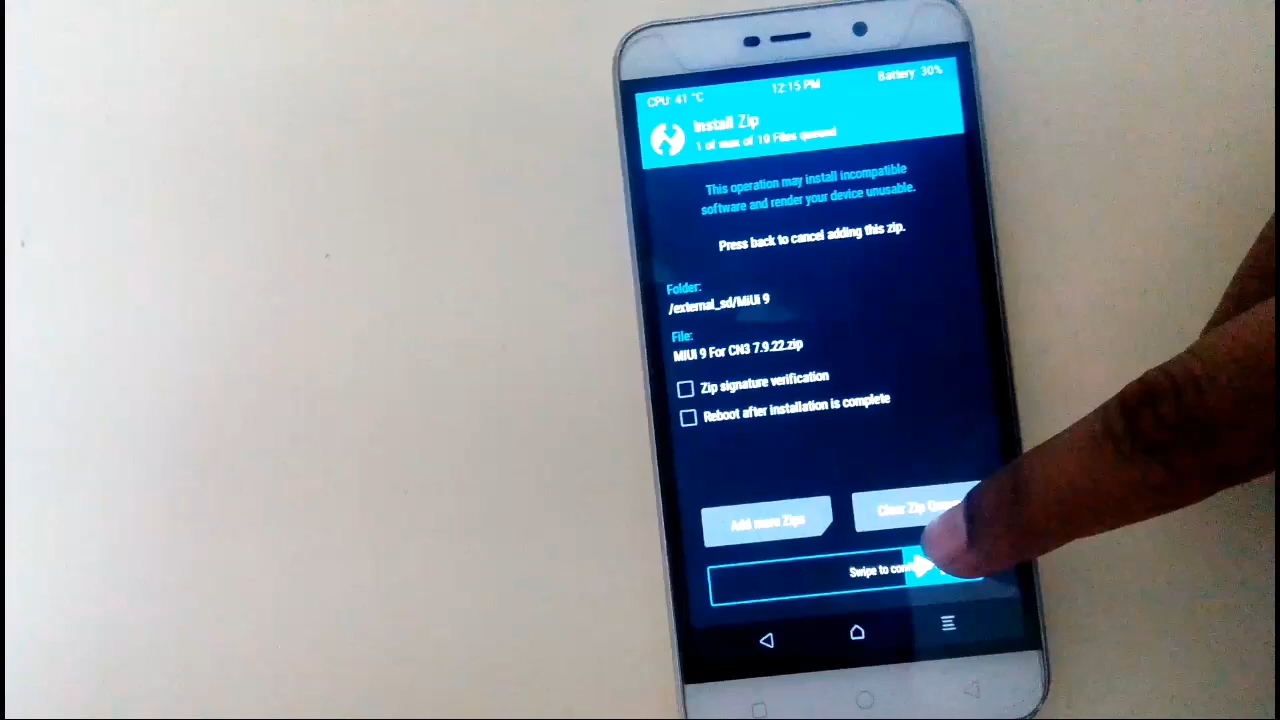 CPU: 41 °C
12:15 PM
Battery 30%
Install Zip
1 of max of 10 Files queued
This operation may install incompatible
software and render your device unusable.
Press back to cancel adding this zip.
Folder:
/external_sd/MiUi 9
File:
MIUI 9 For CN3 7.9.22.zip
Zip signature verification
Reboot after installation is complete
Add more Zips
Clear Zip
Swipe to